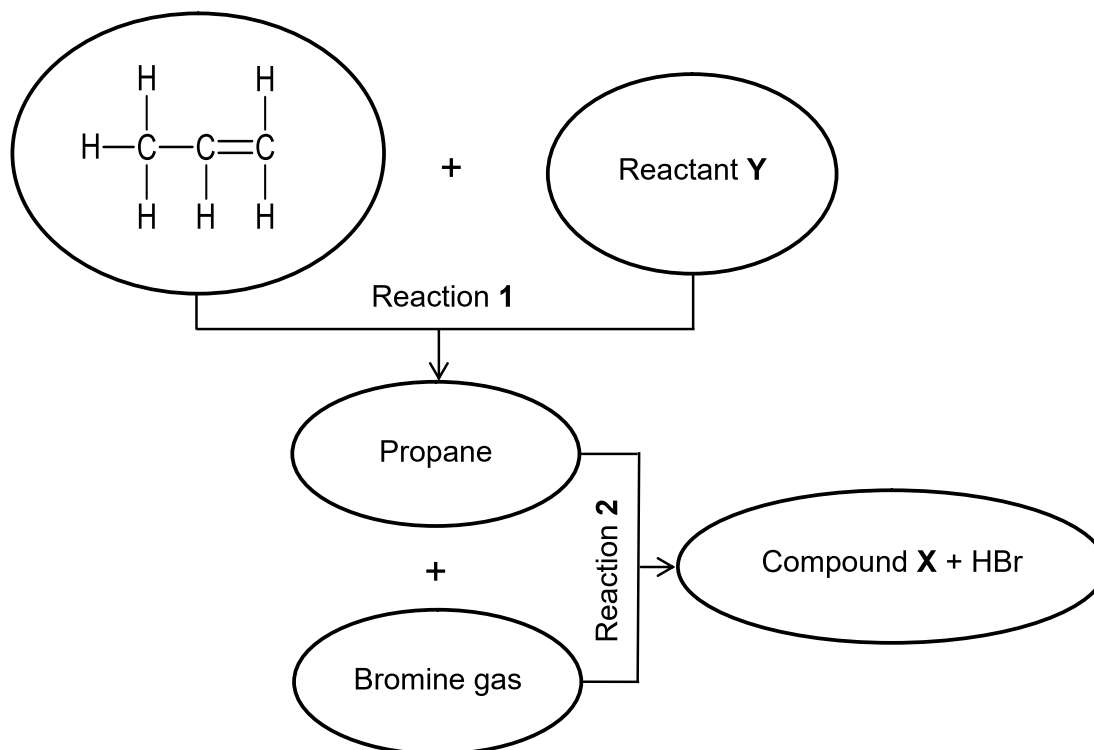 H H
H C C C
H H H
+
Reactant Y
Reaction 1
Propane
+
Bromine gas
Reaction 2
Compound X + HBr